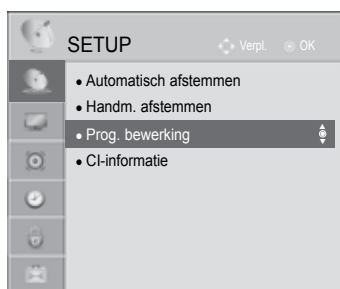 SETUP
Verpl. OK
• Automatisch afstemmen
• Handm. afstemmen
• Prog. bewerking
• CI-informatie